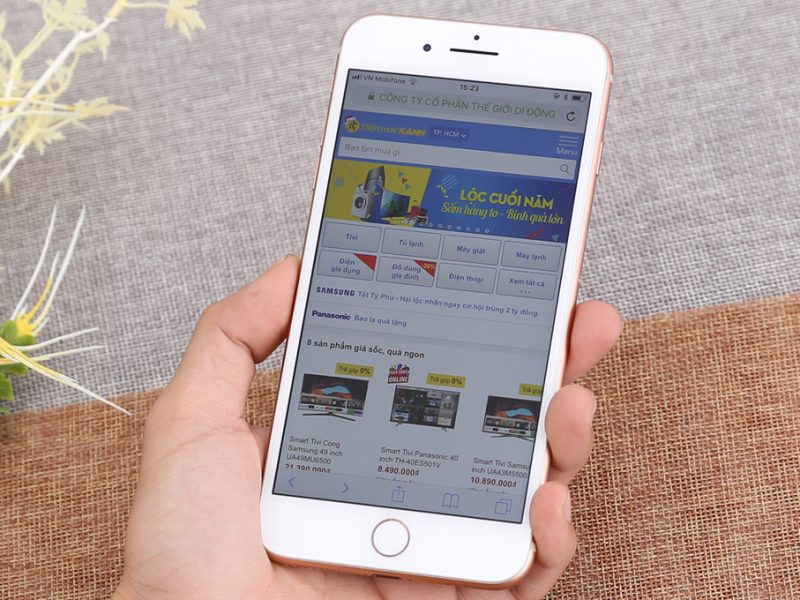 VN Mobifone
15:23
CÔNG TY CỔ PHẦN THẾ GIỚI DI ĐỘNG
Điện máy XANH
TP. HCM
Menu
Bạn tìm mua gì
LỘC CUỐI NĂM
Sắm hàng to - Rinh quà lớn
Tivi
Tủ lạnh
Máy giặt
Máy lạnh
Điện
gia dụng
Đồ dùng
gia đình
-20%
Điện thoại
Xem tất cả
...
SAMSUNG Tết Tỷ Phú - Hái lộc nhận ngay cơ hội trúng 2 tỷ đồng
Panasonic Bao la quà tặng
8 sản phẩm giá sốc, quà ngon
Trả góp 0%
ONLINE
Trả góp 0%
Trả góp
Smart Tivi Cong
Samsung 49 inch
UA49MU6500
21.390.000₫
Smart Tivi Panasonic 40
inch TH-40ES501V
8.490.000₫
Smart Tivi Samsu
inch UA43M5500
10.890.000₫